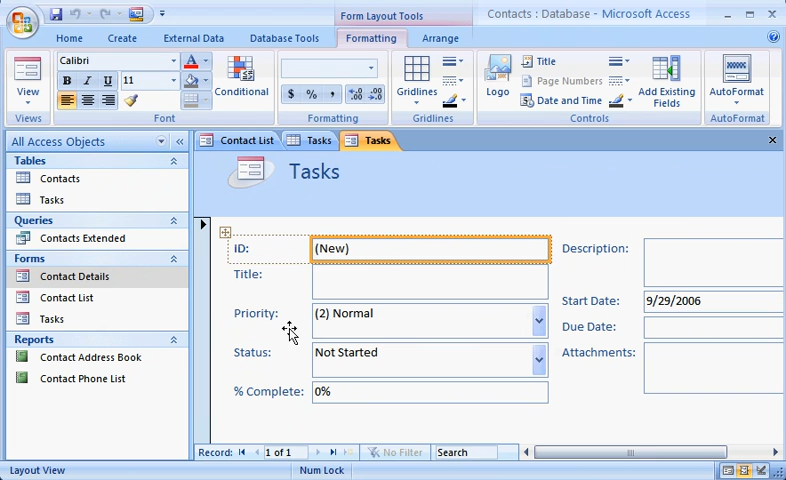 Form Layout Tools
Contacts : Database - Microsoft Access
Home Create External Data Database Tools Formatting Arrange
Calibri
B I U 11
View
Conditional
$ % ,
Gridlines
Logo
Title
Page Numbers
Date and Time
Add Existing Fields
AutoFormat
Views Font Formatting Gridlines Controls AutoFormat
All Access Objects
Tables
Contacts
Tasks
Queries
Contacts Extended
Forms
Contact Details
Contact List
Tasks
Reports
Contact Address Book
Contact Phone List
Contact List Tasks Tasks
Tasks
ID: (New)
Title:
Priority: (2) Normal
Status: Not Started
% Complete: 0%
Description:
Start Date: 9/29/2006
Due Date:
Attachments:
Record: 1 of 1 No Filter Search
Layout View Num Lock